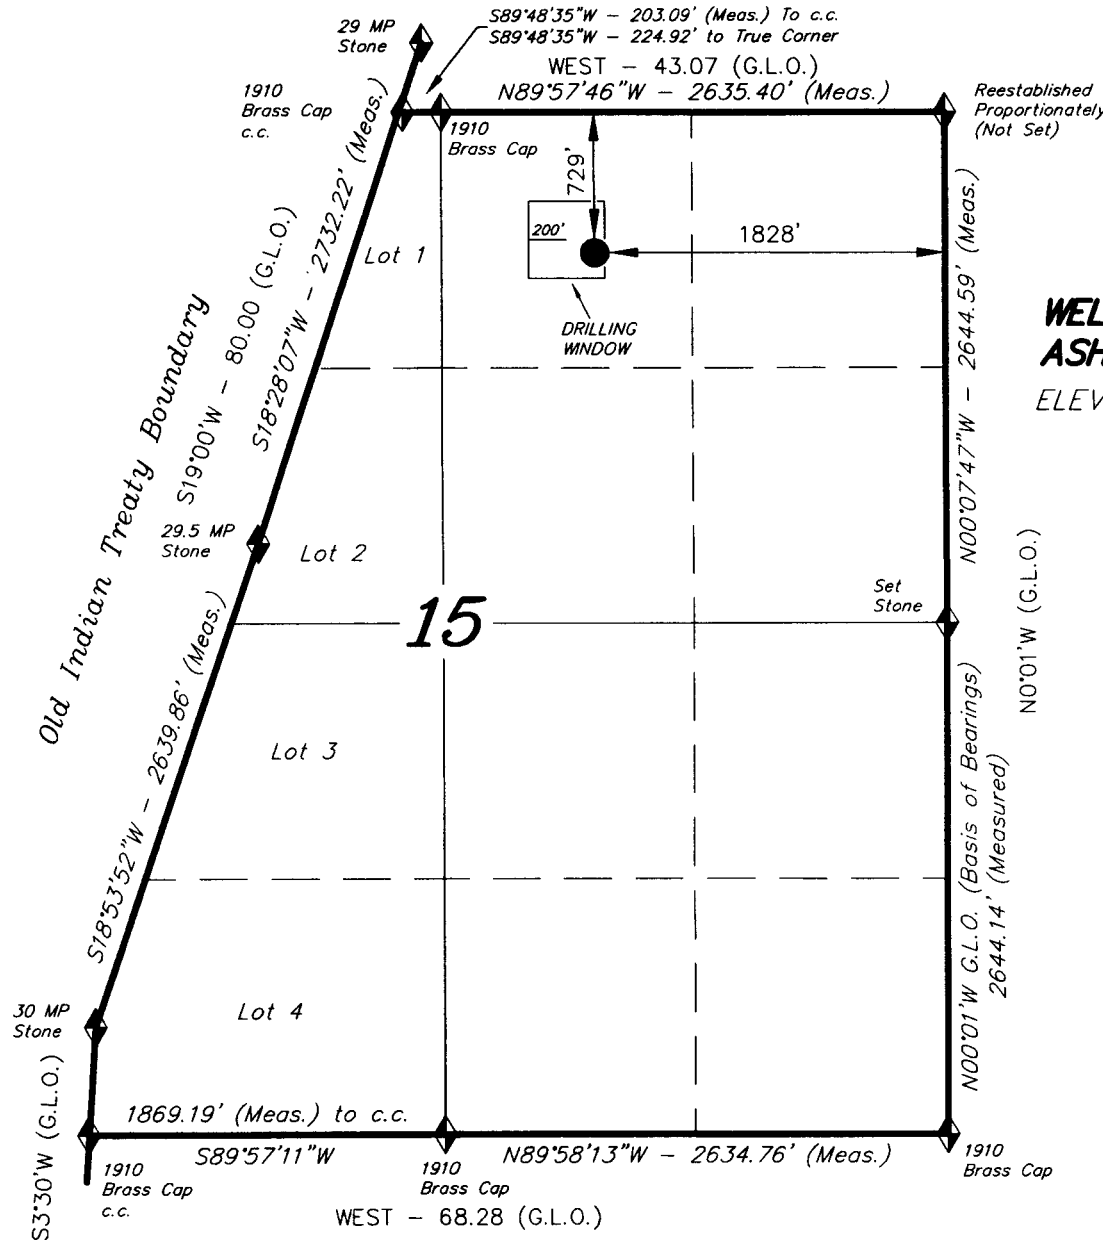 S89°48'35"W - 203.09' (Meas.) To c.c.
S89°48'35"W - 224.92' to True Corner
29 MP
Stone
WEST - 43.07 (G.L.O.)
N89°57'46"W - 2635.40' (Meas.)
1910
Brass Cap
c.c.
1910
Brass Cap
Reestablished
Proportionately
(Not Set)
729'
200'
1828'
DRILLING
WINDOW
Lot 1
S18°28'07"W - 2732.22' (Meas.)
S19°00'W - 80.00 (G.L.O.)
Old Indian Treaty Boundary
N00°07'47"W - 2644.59' (Meas.)
WEL
ASH
ELEV
29.5 MP
Stone
Lot 2
15
Set
Stone
N0°01'W (G.L.O.)
S18°53'52"W - 2639.86' (Meas.)
Lot 3
N00°01'W G.L.O. (Basis of Bearings)
2644.14' (Measured)
30 MP
Stone
Lot 4
S3°30'W (G.L.O.)
1869.19' (Meas.) to c.c.
S89°57'11"W
N89°58'13"W - 2634.76' (Meas.)
1910
Brass Cap
c.c.
1910
Brass Cap
1910
Brass Cap
WEST - 68.28 (G.L.O.)